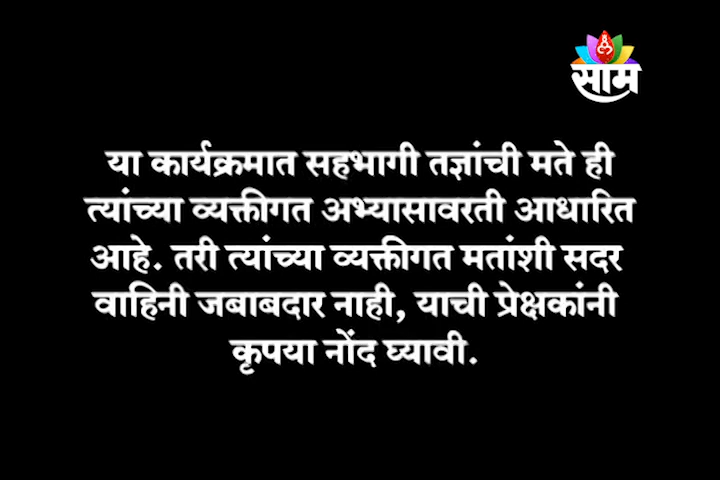 साम
या कार्यक्रमात सहभागी तज्ञांची मते ही
त्यांच्या व्यक्तीगत अभ्यासावरती आधारित
आहे. तरी त्यांच्या व्यक्तीगत मतांशी सदर
वाहिनी जबाबदार नाही, याची प्रेक्षकांनी
कृपया नोंद घ्यावी.